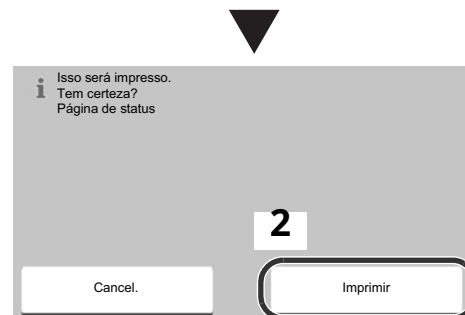 Isso será impresso.
Tem certeza?
Página de status
2
Cancel.
Imprimir